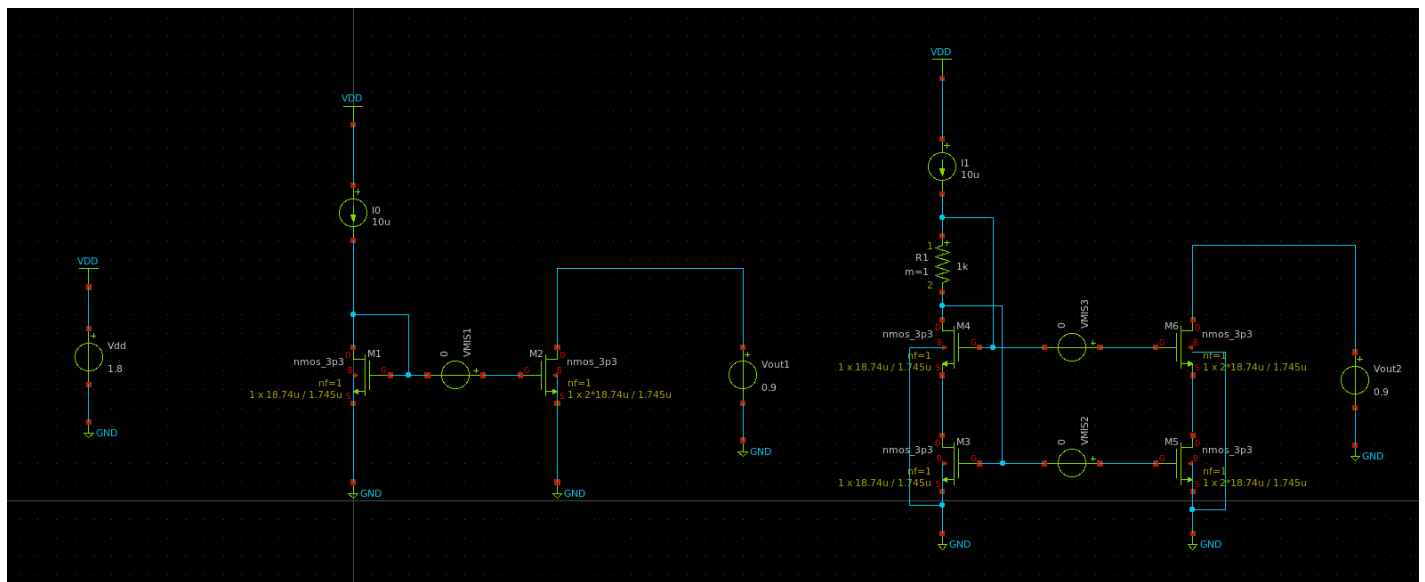 VDD
Vdd
1.8
GND
VDD
+
I0
10u
D
M1
nmos_3p3
B
G
nf=1
1 x 18.74u / 1.745u
S
GND
0
VMIS1
+
D
M2
nmos_3p3
G
B
nf=1
1 x 2*18.74u / 1.745u
S
GND
+
Vout1
0.9
GND
VDD
+
I1
10u
1
+
R1
1k
m=1
2
D
M4
nmos_3p3
B
G
nf=1
1 x 18.74u / 1.745u
S
0
VMIS3
+
M6
D
nmos_3p3
G
B
nf=1
1 x 2*18.74u / 1.745u
S
+
Vout2
0.9
GND
D
M3
nmos_3p3
B
G
nf=1
1 x 18.74u / 1.745u
S
GND
0
VMIS2
+
M5
D
nmos_3p3
G
B
nf=1
1 x 2*18.74u / 1.745u
S
GND